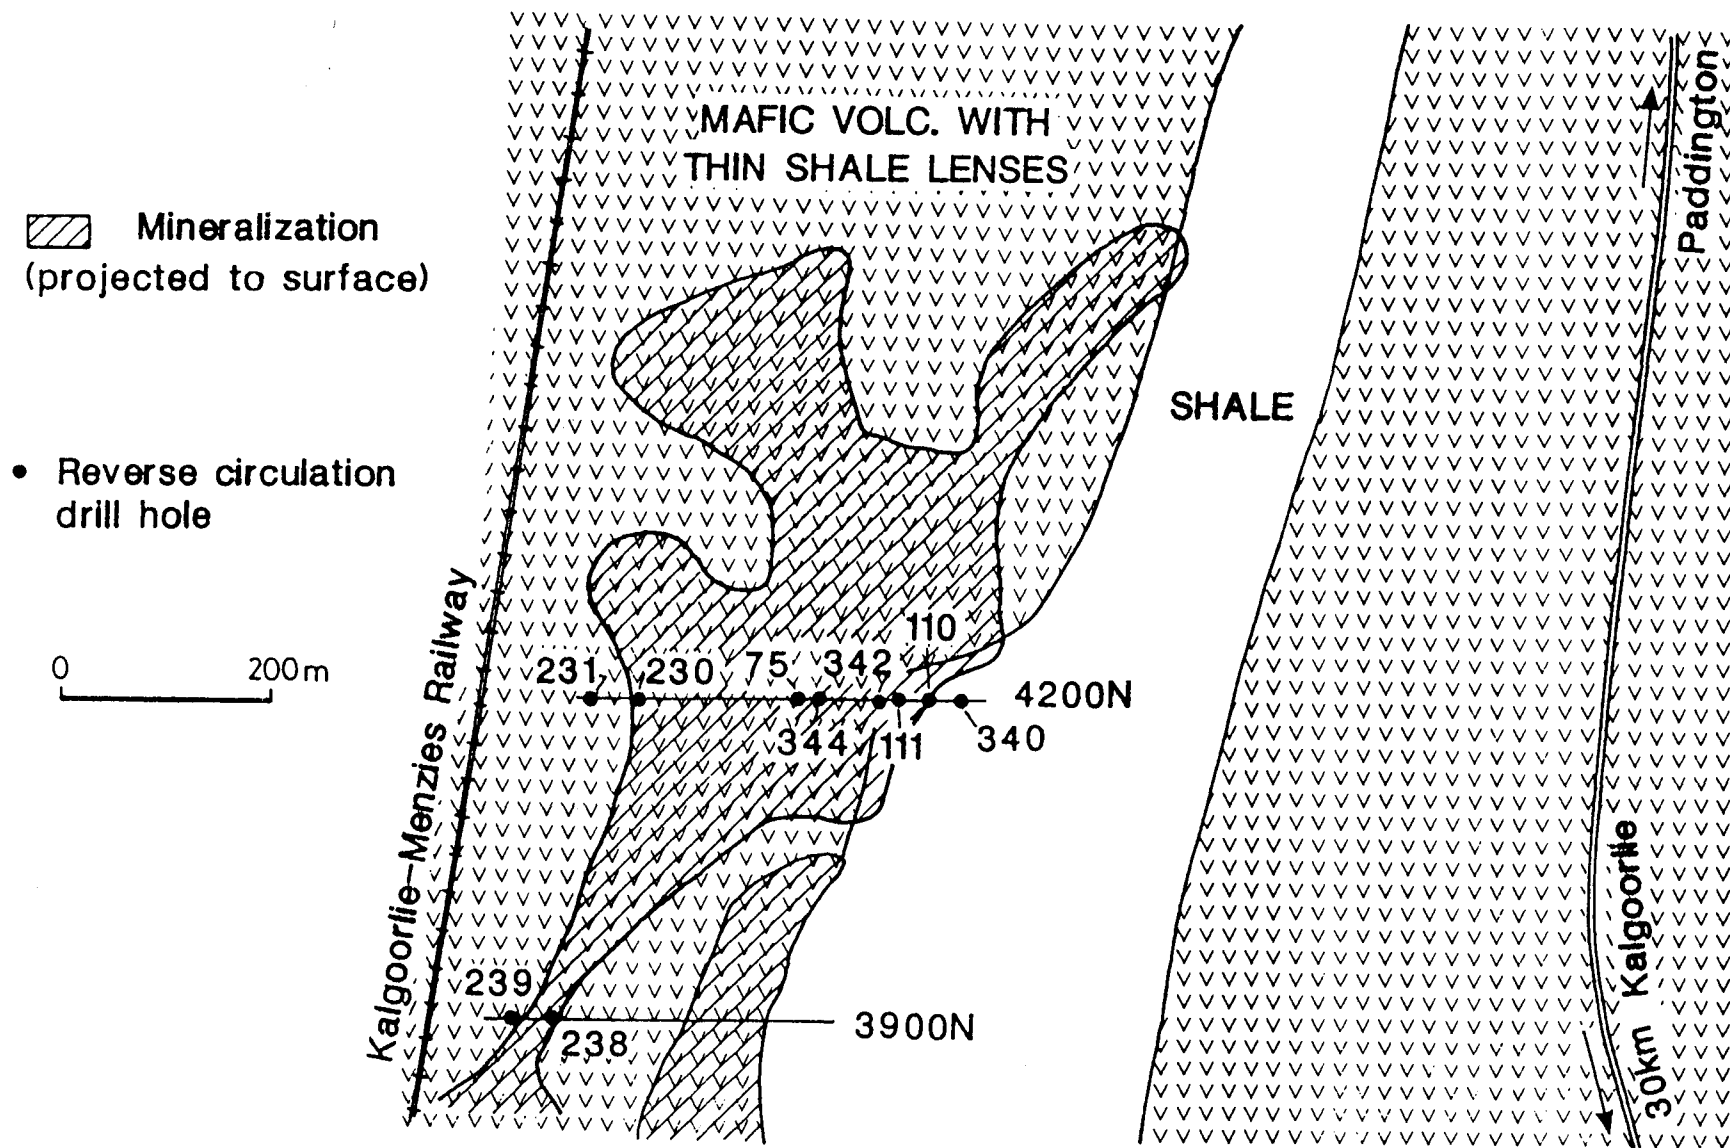 MAFIC VOLC. WITH
THIN SHALE LENSES
Mineralization
(projected to surface)
• Reverse circulation
drill hole
0 200m
Kalgoorlie–Menzies Railway
SHALE
Paddington
30km Kalgoorlie
110
231 230 75 342
4200N
344 111 340
239
3900N
238